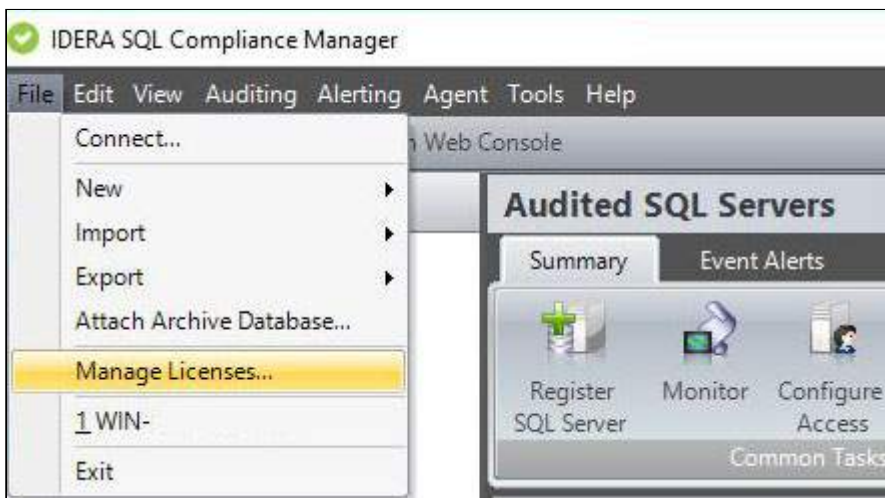 IDERA SQL Compliance Manager
File Edit View Auditing Alerting Agent Tools Help
Connect...
Web Console
New
Audited SQL Servers
Import
Summary Event Alerts
Export
Attach Archive Database...
Manage Licenses...
Register SQL Server
Monitor
Configure Access
1 WIN-
Common Tasks
Exit